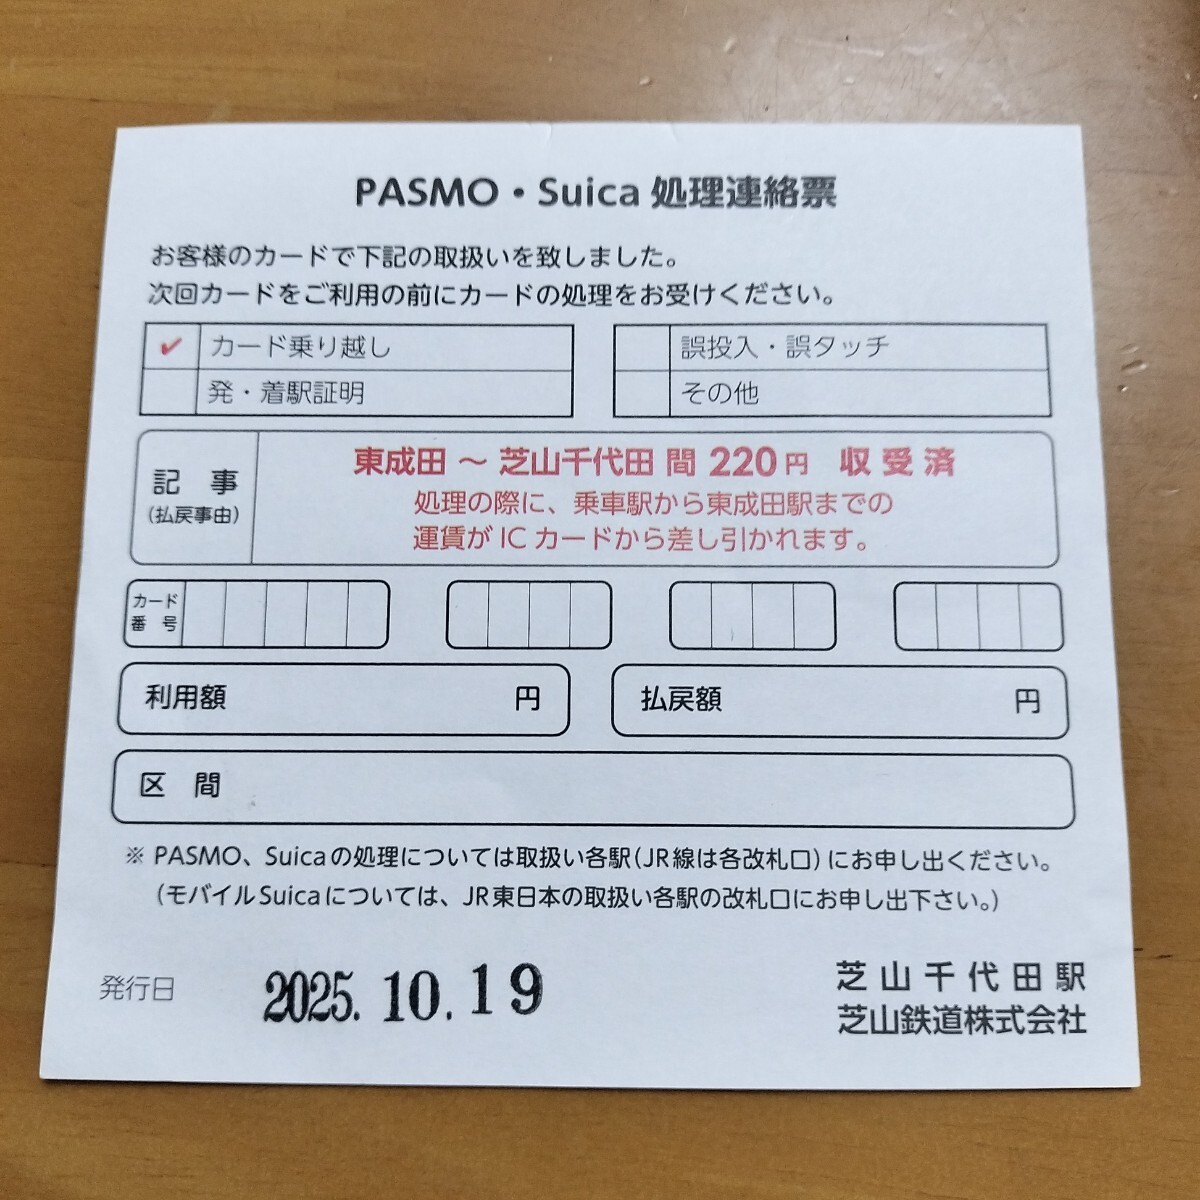 PASMO・Suica 処理連絡票
お客様のカードで下記の取扱いを致しました。
次回カードをご利用の前にカードの処理をお受けください。
✓ カード乗り越し
発・着駅証明
誤投入・誤タッチ
その他
記 事
(払戻事由)
東成田 ～ 芝山千代田 間 220円 収受済
処理の際に、乗車駅から東成田駅までの
運賃が IC カードから差し引かれます。
カード
番 号
利用額 円
払戻額 円
区 間
※ PASMO、Suicaの処理については取扱い各駅(JR線は各改札口)にお申し出ください。
(モバイルSuicaについては、JR東日本の取扱い各駅の改札口にお申し出下さい。)
発行日 2025.10.19
芝山千代田駅
芝山鉄道株式会社